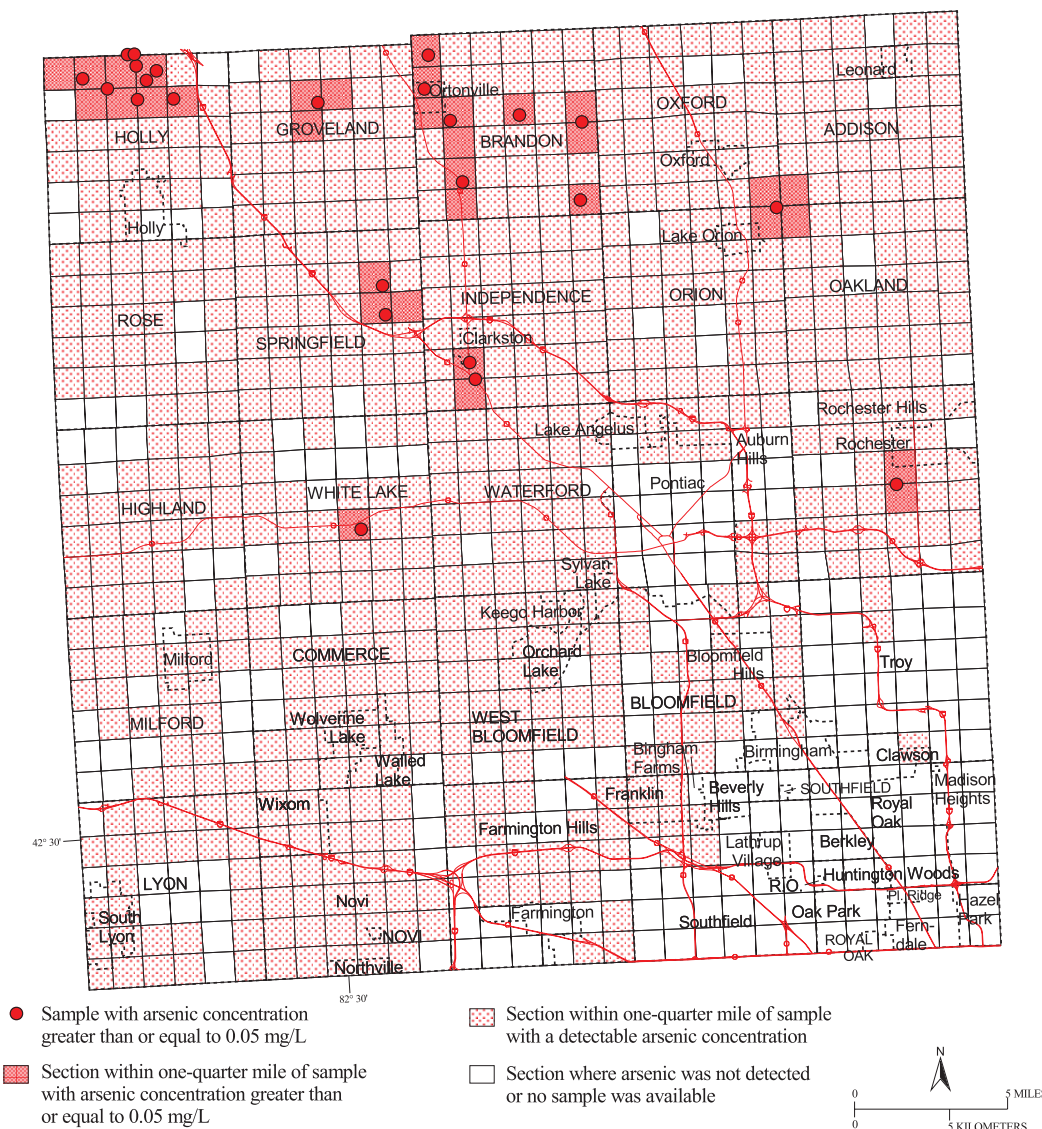 Leonard
Ortonville
OXFORD
HOLLY
GROVELAND
BRANDON
ADDISON
Oxford
Holly
Lake Orion
ROSE
SPRINGFIELD
INDEPENDENCE
ORION
OAKLAND
Clarkston
Rochester Hills
Lake Angelus
Auburn
Hills
Rochester
HIGHLAND
WHITE LAKE
WATERFORD
Pontiac
Sylvan
Lake
Keego Harbor
Milford
COMMERCE
Orchard
Lake
Bloomfield
Hills
Troy
MILFORD
Wolverine
Lake
WEST
BLOOMFIELD
BLOOMFIELD
Walled
Lake
Bingham
Farms
Birmingham
Clawson
Wixom
Franklin
Beverly
Hills
SOUTHFIELD
Madison
Heights
Royal
Oak
42° 30'
Farmington Hills
Lathrup
Village
Berkley
LYON
R.O.
Huntington Woods
Novi
Pl. Ridge
Hazel
Park
South
Lyon
Farmington
Southfield
Oak Park
Fern-
dale
NOVI
ROYAL
OAK
Northville
82° 30'
Sample with arsenic concentration
greater than or equal to 0.05 mg/L
Section within one-quarter mile of sample
with arsenic concentration greater than
or equal to 0.05 mg/L
Section within one-quarter mile of sample
with a detectable arsenic concentration
Section where arsenic was not detected
or no sample was available
N
0 5 MILE
0 5 KILOMETERS